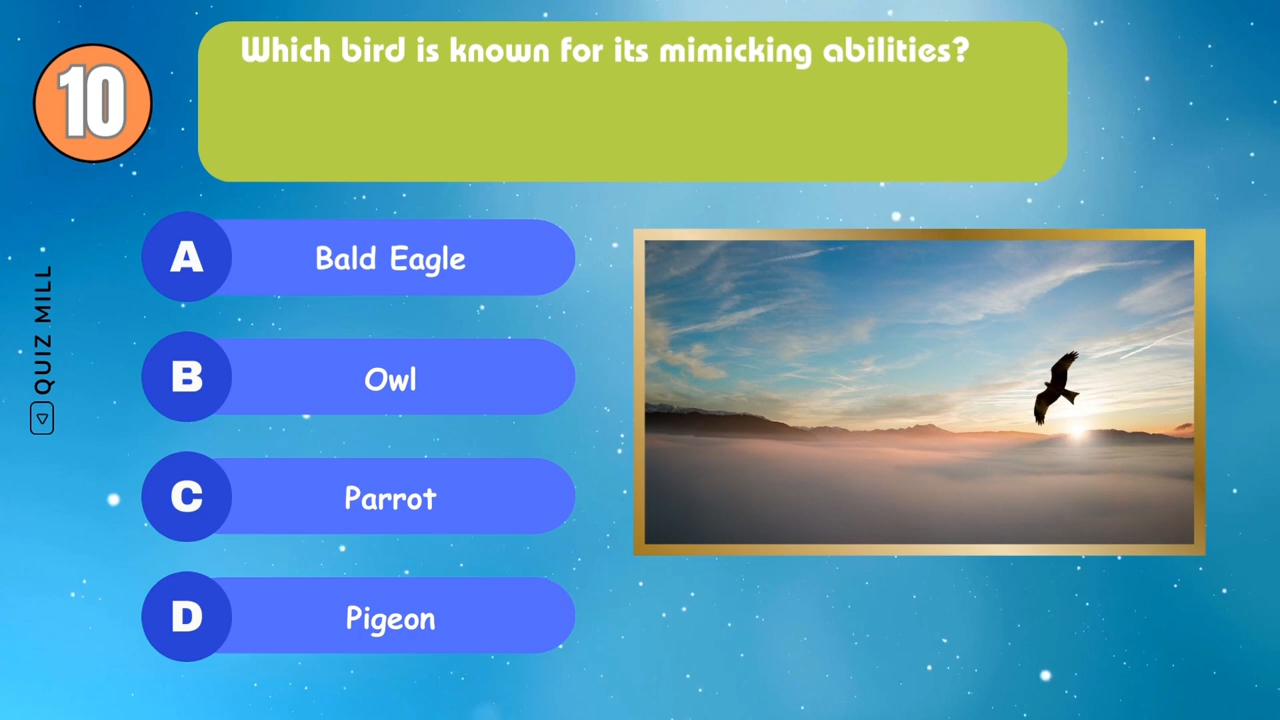 10
Which bird is known for its mimicking abilities?
A
Bald Eagle
B
Owl
C
Parrot
D
Pigeon
QUIZ MILL